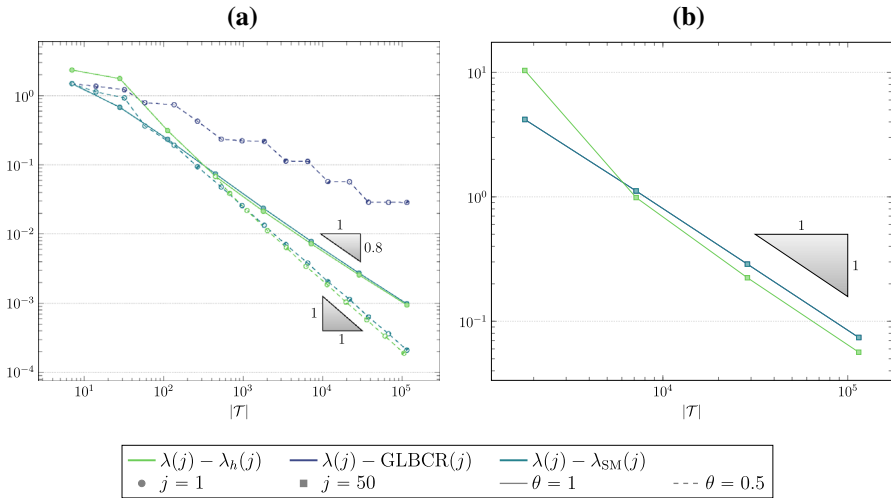 (a) (b)
10^0
10^{-1}
10^{-2}
10^{-3}
10^{-4}
10^1 10^2 10^3 10^4 10^5
|𝒯|
1
0.8
1
1
10^1
10^0
10^{-1}
10^4 10^5
|𝒯|
1
1
λ(j) − λ_h(j) λ(j) − GLBCR(j) λ(j) − λ_SM(j)
j = 1 j = 50 θ = 1 θ = 0.5